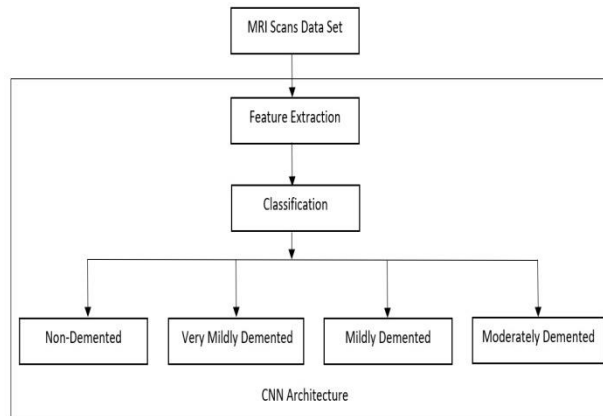 MRI Scans Data Set
Feature Extraction
Classification
Non-Demented
Very Mildly Demented
Mildly Demented
Moderately Demented
CNN Architecture